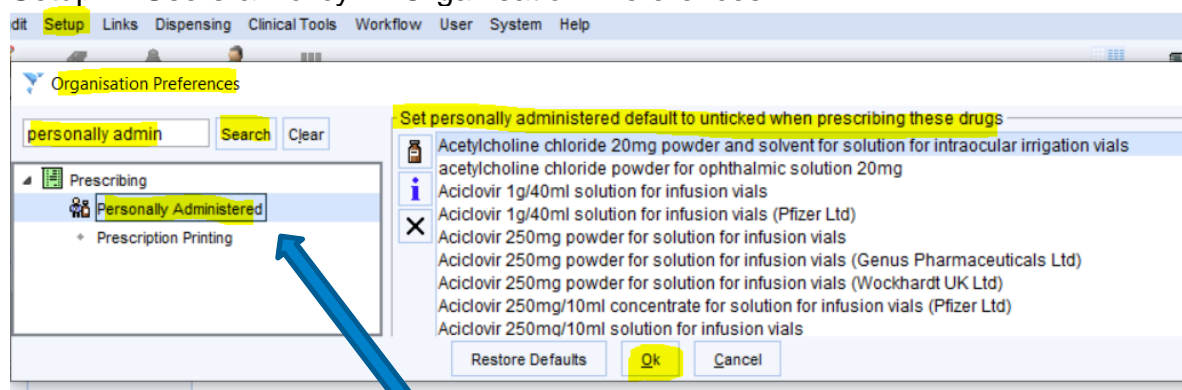 dit Setup Links Dispensing Clinical Tools Workflow User System Help
Organisation Preferences
personally admin Search Clear
Set personally administered default to unticked when prescribing these drugs
Prescribing
Personally Administered
Prescription Printing
Acetylcholine chloride 20mg powder and solvent for solution for intraocular irrigation vials
acetylcholine chloride powder for ophthalmic solution 20mg
Aciclovir 1g/40ml solution for infusion vials
Aciclovir 1g/40ml solution for infusion vials (Pfizer Ltd)
Aciclovir 250mg powder for solution for infusion vials
Aciclovir 250mg powder for solution for infusion vials (Genus Pharmaceuticals Ltd)
Aciclovir 250mg powder for solution for infusion vials (Wockhardt UK Ltd)
Aciclovir 250mg/10ml concentrate for solution for infusion vials (Pfizer Ltd)
Aciclovir 250mg/10ml solution for infusion vials
Restore Defaults Ok Cancel